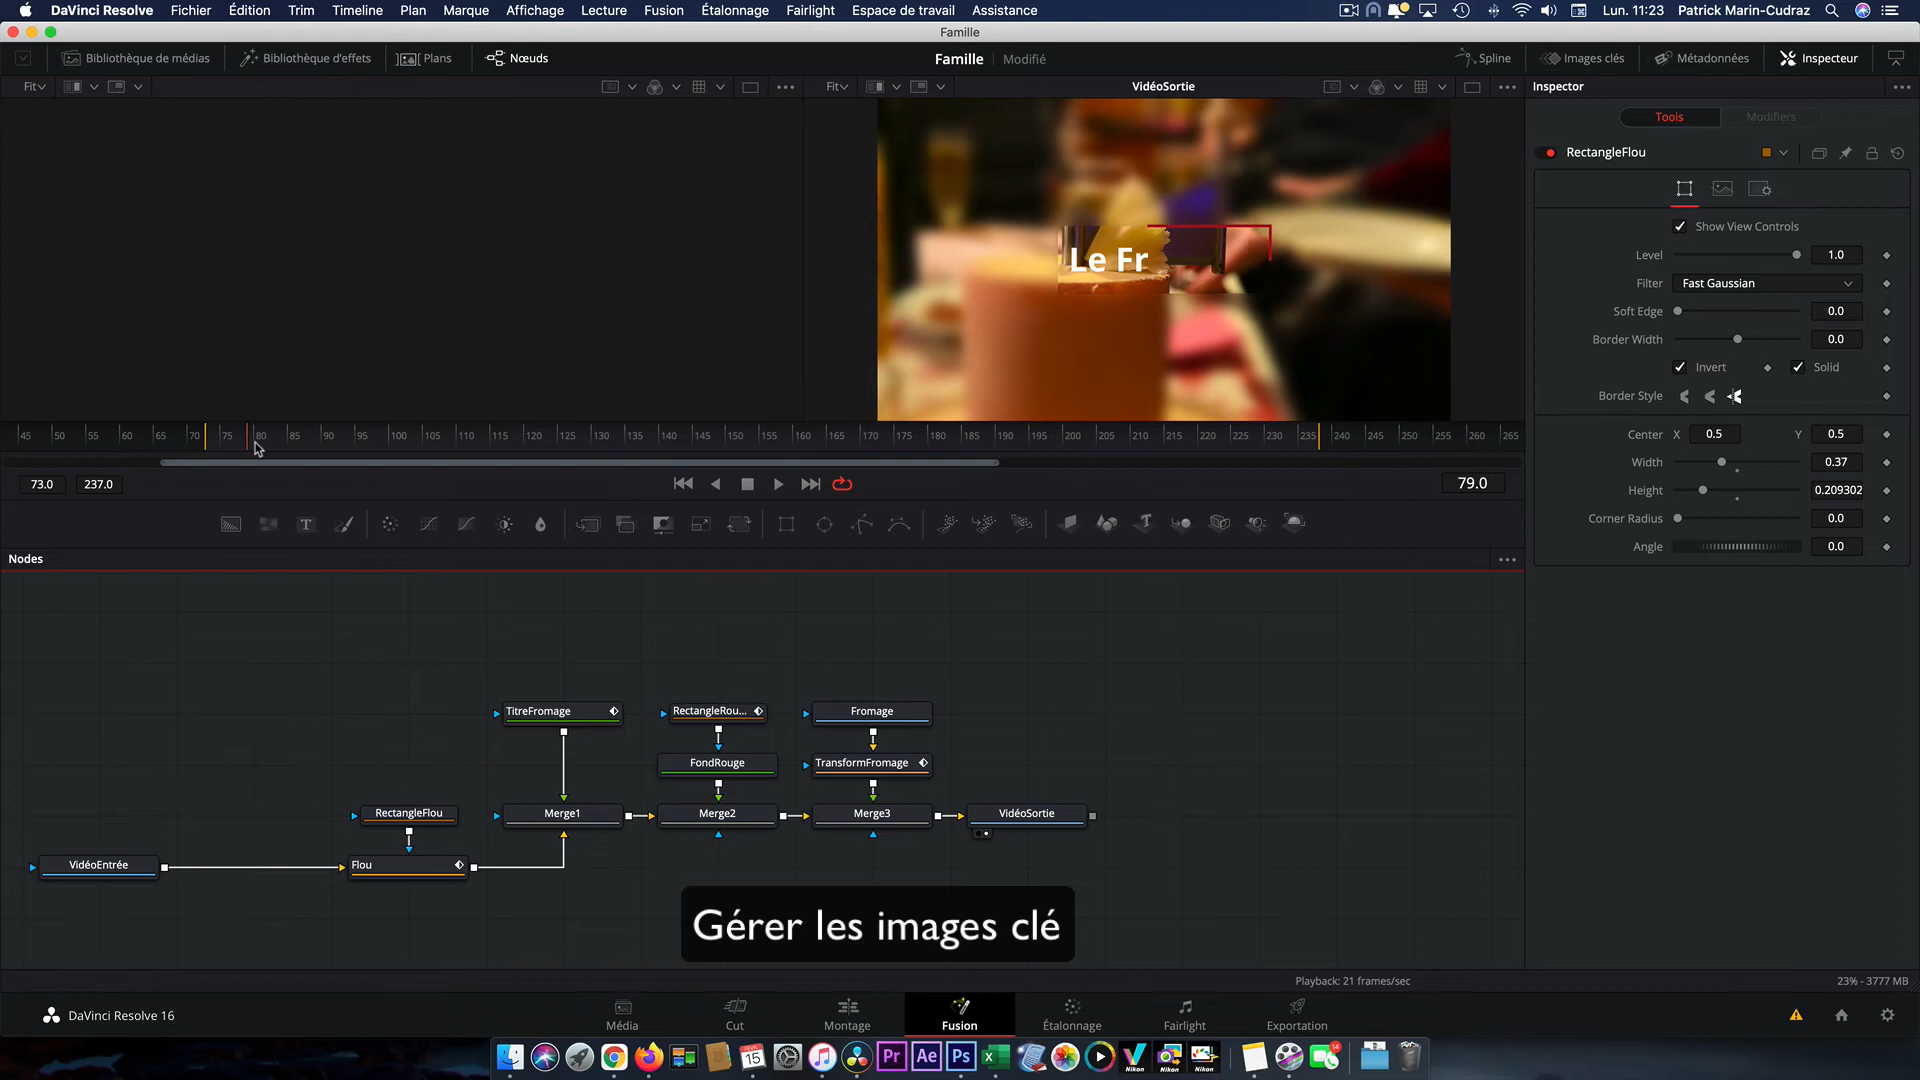 DaVinci Resolve Fichier Édition Trim Timeline Plan Marque Affichage Lecture Fusion Étalonnage Fairlight Espace de travail Assistance Lun. 11:23 Patrick Marin-Cudraz
Famille
Bibliothèque de médias Bibliothèque d'effets Plans Nœuds Famille Modifié Spline Images clés Métadonnées Inspecteur
Fit Fit VidéoSortie Inspector
Tools Modifiers
RectangleFlou
Show View Controls
Level 1.0
Filter Fast Gaussian
Soft Edge 0.0
Border Width 0.0
Invert Solid
Border Style
Center X 0.5 Y 0.5
Width 0.37
Height 0.209302
Corner Radius 0.0
Angle 0.0
Le Fr
45 50 55 60 65 70 75 80 85 90 95 100 105 110 115 120 125 130 135 140 145 150 155 160 165 170 175 180 185 190 195 200 205 210 215 220 225 230 235 240 245 250 255 260 265
73.0 237.0 79.0
Nodes
TitreFromage RectangleRou... Fromage
FondRouge TransformFromage
RectangleFlou Merge1 Merge2 Merge3 VidéoSortie
VidéoEntrée Flou
Gérer les images clé
Playback: 21 frames/sec 23% - 3777 MB
DaVinci Resolve 16 Média Cut Montage Fusion Étalonnage Fairlight Exportation
15 Pr Ae Ps 14